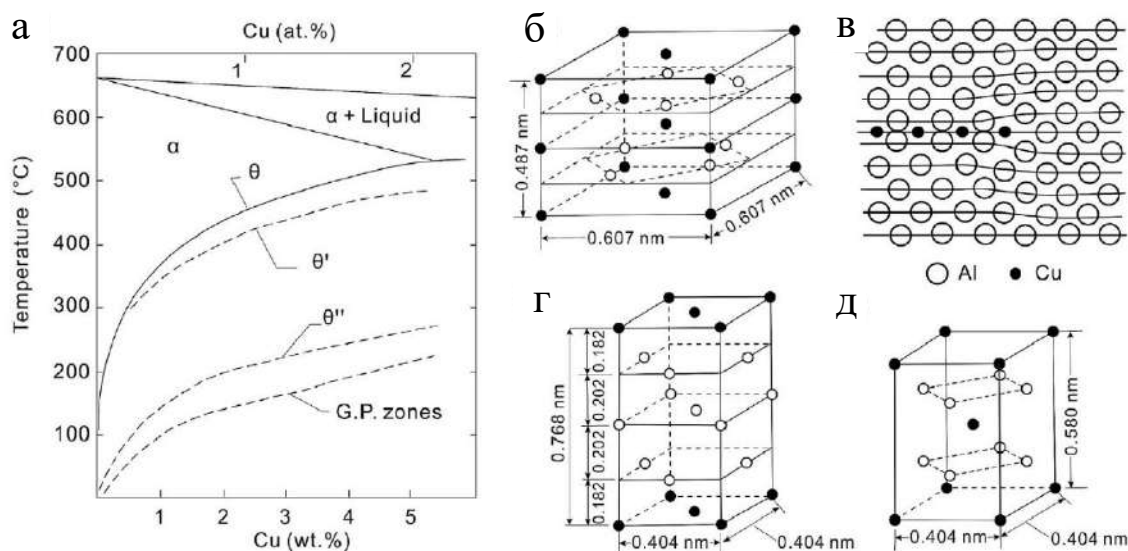 а
Cu (at.%)
1
2
700
600
500
400
300
200
100
Temperature (°C)
α + Liquid
α
θ
θ'
θ"
G.P. zones
1
2
3
4
5
Cu (wt.%)
б
0.487 nm
0.607 nm
0.607 nm
в
Al
Cu
г
0.768 nm
0.182
0.202
0.202
0.182
0.404 nm
0.404 nm
д
0.580 nm
0.404 nm
0.404 nm